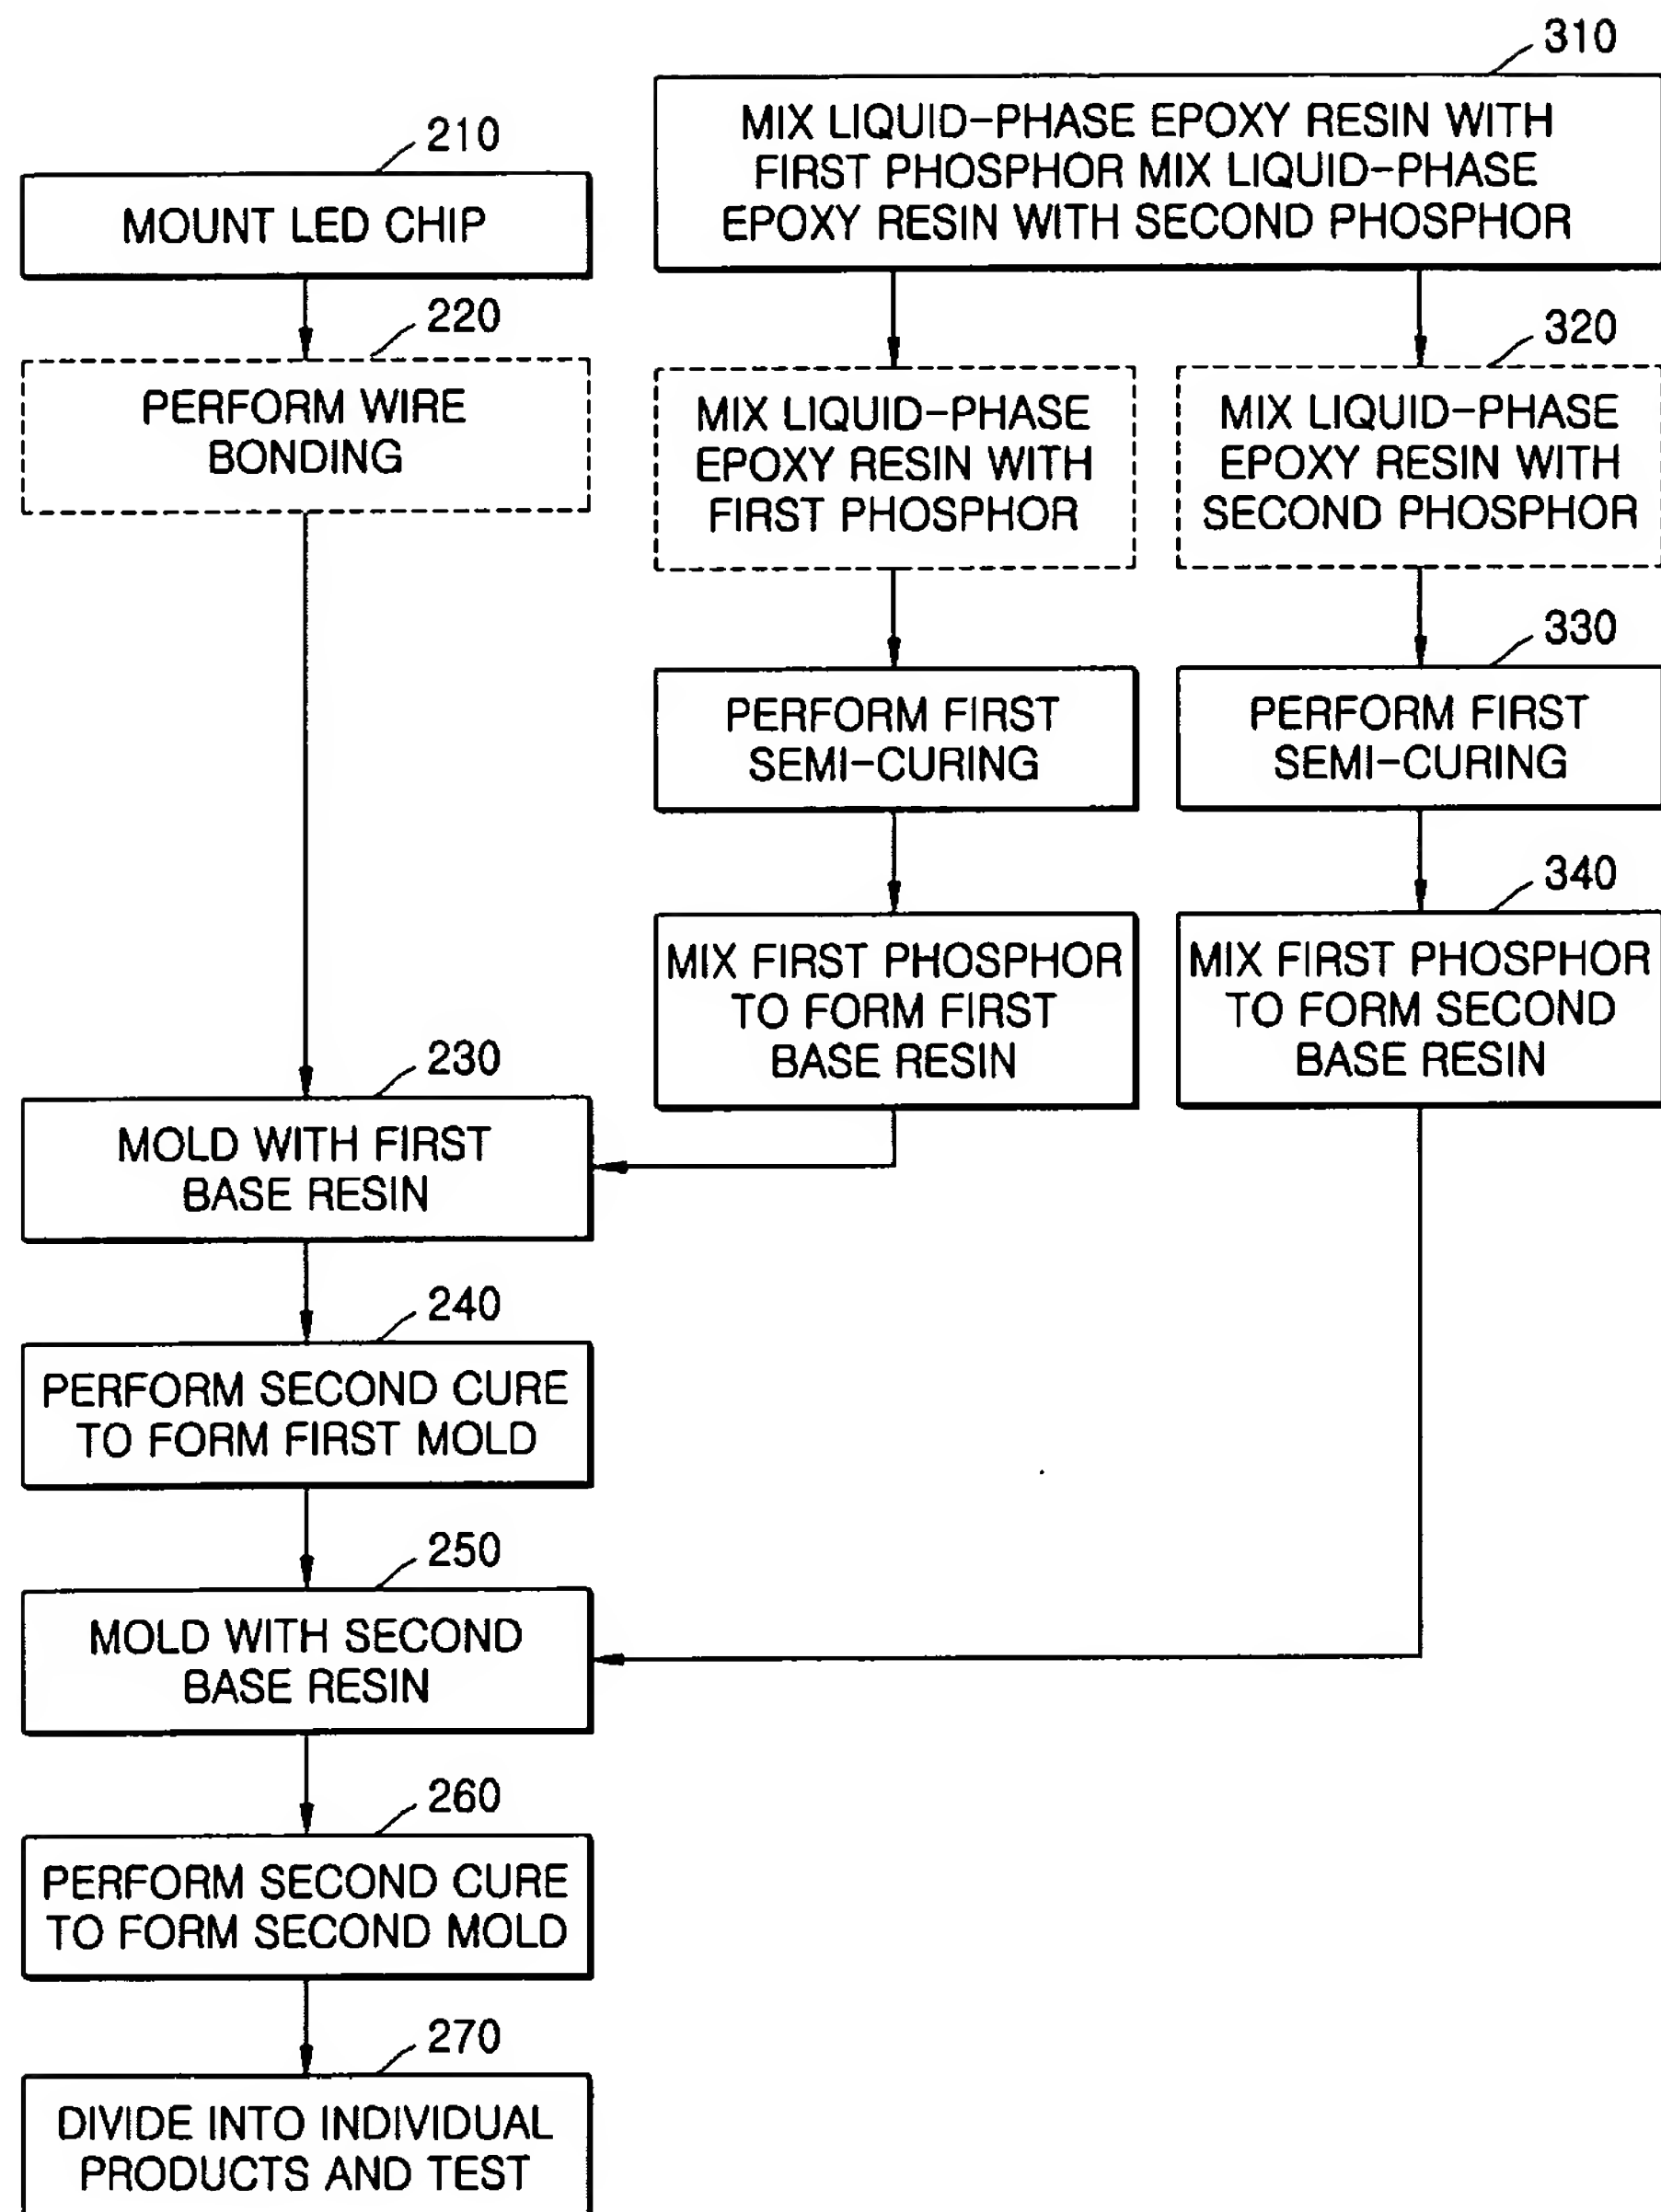 210
MOUNT LED CHIP
220
PERFORM WIRE
BONDING
310
MIX LIQUID-PHASE EPOXY RESIN WITH
FIRST PHOSPHOR MIX LIQUID-PHASE
EPOXY RESIN WITH SECOND PHOSPHOR
MIX LIQUID-PHASE
EPOXY RESIN WITH
FIRST PHOSPHOR
320
MIX LIQUID-PHASE
EPOXY RESIN WITH
SECOND PHOSPHOR
PERFORM FIRST
SEMI-CURING
330
PERFORM FIRST
SEMI-CURING
MIX FIRST PHOSPHOR
TO FORM FIRST
BASE RESIN
340
MIX FIRST PHOSPHOR
TO FORM SECOND
BASE RESIN
230
MOLD WITH FIRST
BASE RESIN
240
PERFORM SECOND CURE
TO FORM FIRST MOLD
250
MOLD WITH SECOND
BASE RESIN
260
PERFORM SECOND CURE
TO FORM SECOND MOLD
270
DIVIDE INTO INDIVIDUAL
PRODUCTS AND TEST